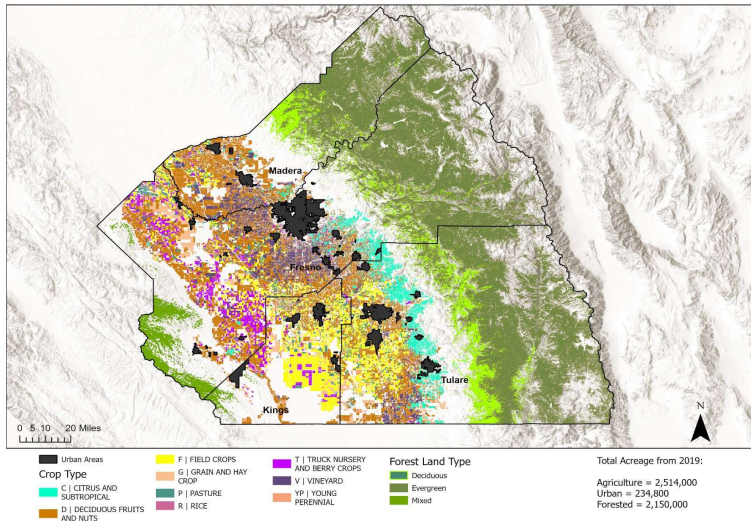 Madera
Fresno
Tulare
Kings
N
0 5 10 20 Miles
Urban Areas
Crop Type
C | CITRUS AND
SUBTROPICAL
D | DECIDUOUS FRUITS
AND NUTS
F | FIELD CROPS
G | GRAIN AND HAY
CROP
P | PASTURE
R | RICE
T | TRUCK NURSERY
AND BERRY CROPS
V | VINEYARD
YP | YOUNG
PERENNIAL
Forest Land Type
Deciduous
Evergreen
Mixed
Total Acreage from 2019:
Agriculture = 2,514,000
Urban = 234,800
Forested = 2,150,000